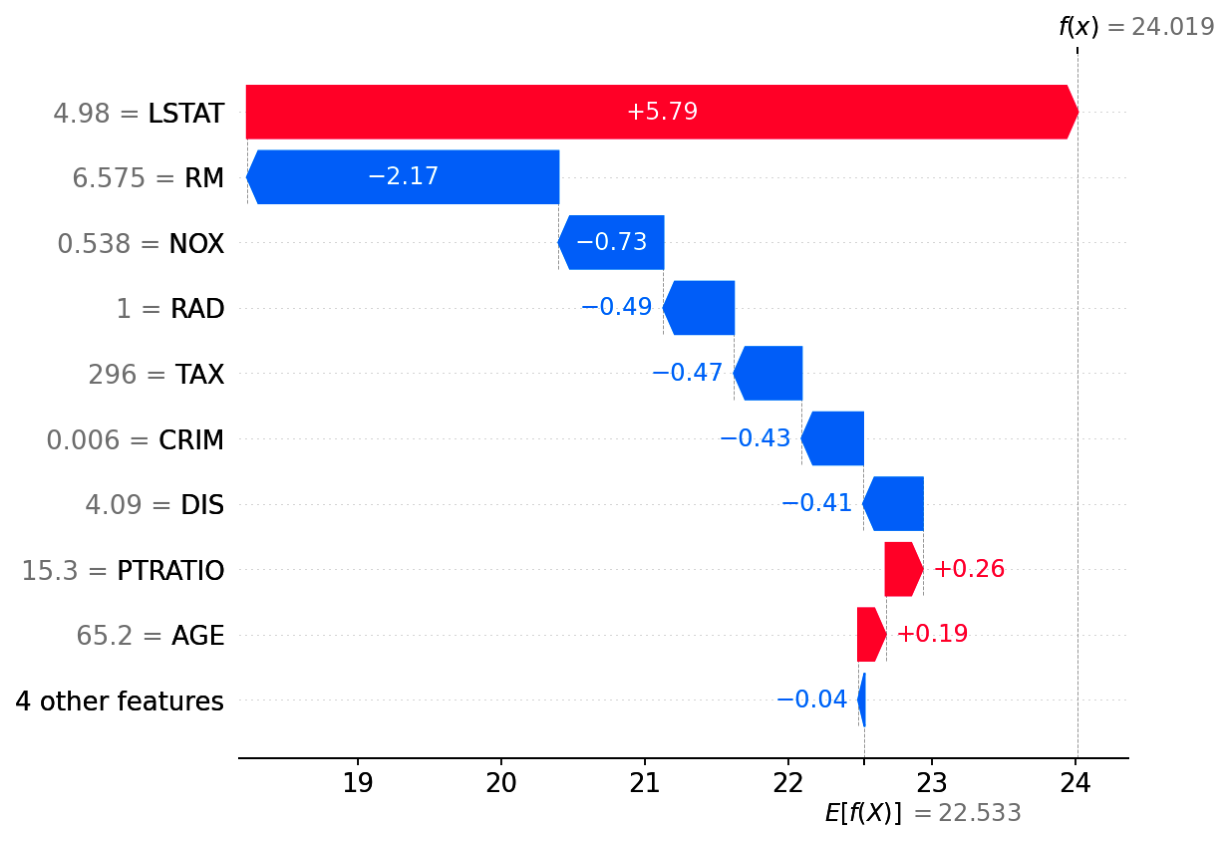 f(x) = 24.019
4.98 = LSTAT +5.79
6.575 = RM −2.17
0.538 = NOX −0.73
1 = RAD −0.49
296 = TAX −0.47
0.006 = CRIM −0.43
4.09 = DIS −0.41
15.3 = PTRATIO +0.26
65.2 = AGE +0.19
4 other features −0.04
19 20 21 22 23 24
E[f(X)] = 22.533